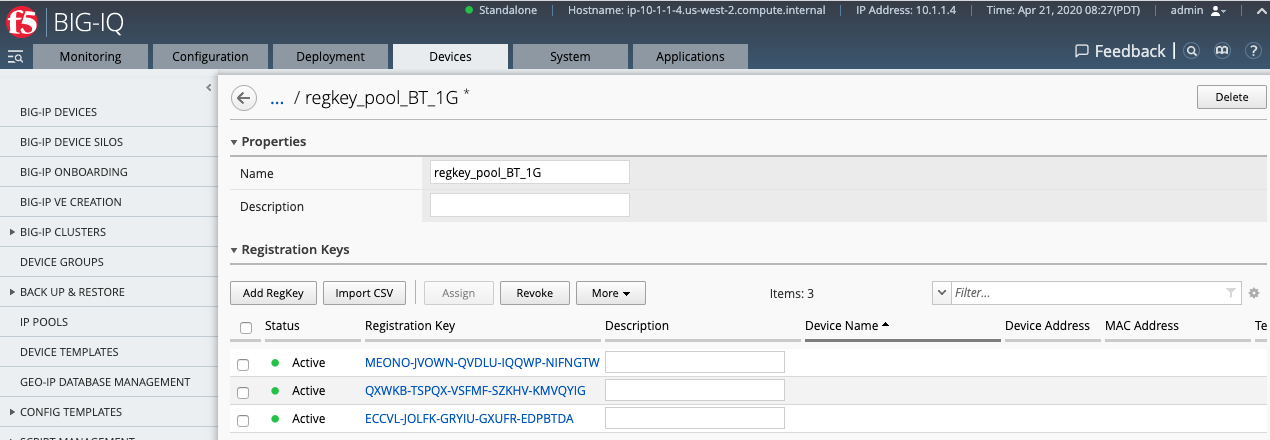 f5 BIG-IQ
Standalone Hostname: ip-10-1-1-4.us-west-2.compute.internal IP Address: 10.1.1.4 Time: Apr 21, 2020 08:27(PDT) admin
Monitoring Configuration Deployment Devices System Applications Feedback ?
BIG-IP DEVICES
BIG-IP DEVICE SILOS
BIG-IP ONBOARDING
BIG-IP VE CREATION
BIG-IP CLUSTERS
DEVICE GROUPS
BACK UP & RESTORE
IP POOLS
DEVICE TEMPLATES
GEO-IP DATABASE MANAGEMENT
CONFIG TEMPLATES
... / regkey_pool_BT_1G * Delete
Properties
Name regkey_pool_BT_1G
Description
Registration Keys
Add RegKey Import CSV Assign Revoke More Items: 3 Filter...
Status Registration Key Description Device Name Device Address MAC Address Te
Active MEONO-JVOWN-QVDLU-IQQWP-NIFNGTW
Active QXWKB-TSPQX-VSFMF-SZKHV-KMVQYIG
Active ECCVL-JOLFK-GRYIU-GXUFR-EDPBTDA